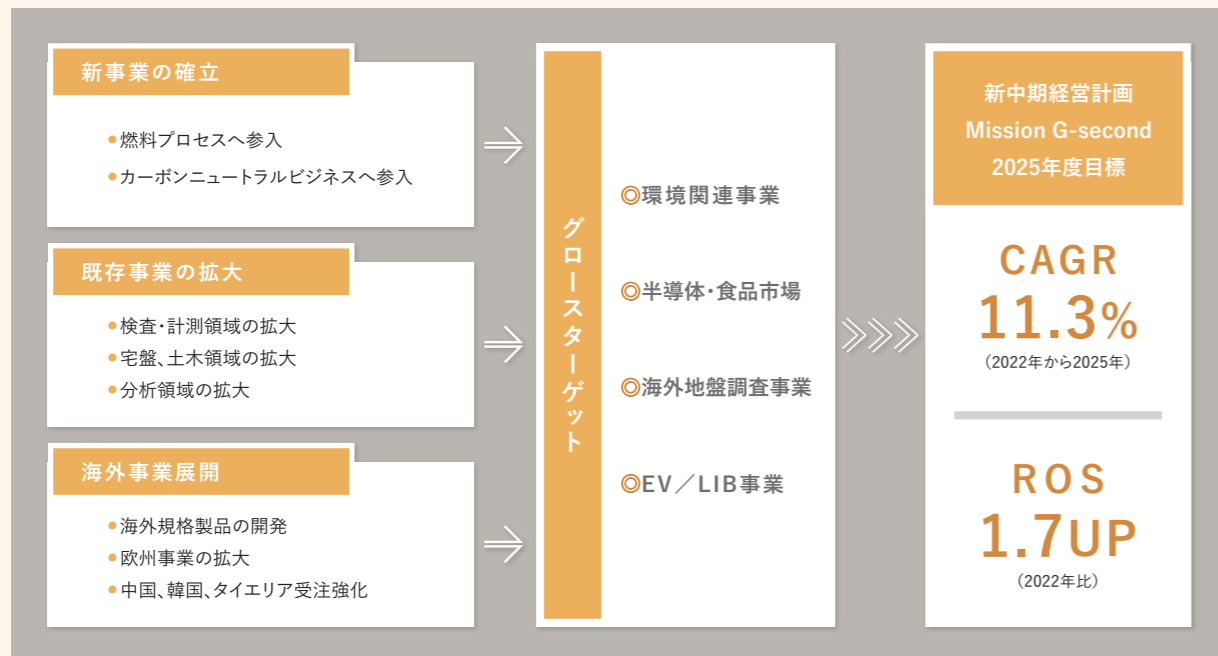 新事業の確立
●燃料プロセスへ参入
●カーボンニュートラルビジネスへ参入
既存事業の拡大
●検査・計測領域の拡大
●宅盤、土木領域の拡大
●分析領域の拡大
海外事業展開
●海外規格製品の開発
●欧州事業の拡大
●中国、韓国、タイエリア受注強化
グロースターゲット
◎環境関連事業
◎半導体・食品市場
◎海外地盤調査事業
◎EV／LIB事業
新中期経営計画
Mission G-second
2025年度目標
CAGR
11.3%
（2022年から2025年）
ROS
1.7UP
（2022年比）